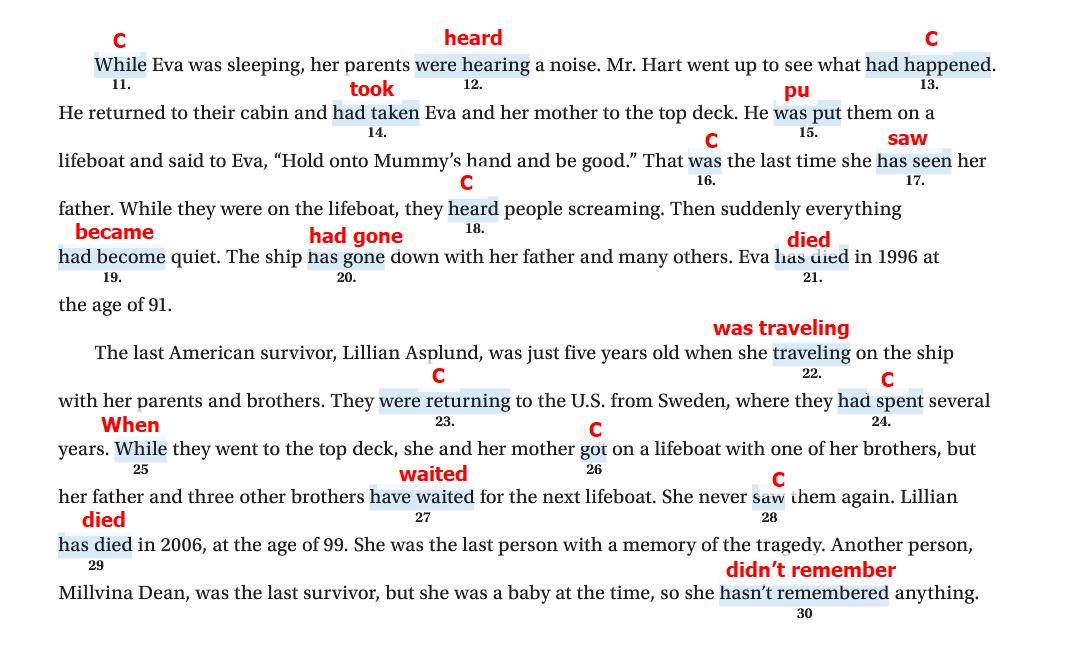 C heard C
While Eva was sleeping, her parents were hearing a noise. Mr. Hart went up to see what had happened.
11. 12. 13.
took pu
He returned to their cabin and had taken Eva and her mother to the top deck. He was put them on a
14. 15.
C saw
lifeboat and said to Eva, “Hold onto Mummy’s hand and be good.” That was the last time she has seen her
16. 17.
C
father. While they were on the lifeboat, they heard people screaming. Then suddenly everything
18.
became had gone died
had become quiet. The ship has gone down with her father and many others. Eva has died in 1996 at
19. 20. 21.
the age of 91.
was traveling
The last American survivor, Lillian Asplund, was just five years old when she traveling on the ship
22.
C C
with her parents and brothers. They were returning to the U.S. from Sweden, where they had spent several
23. 24.
When C
years. While they went to the top deck, she and her mother got on a lifeboat with one of her brothers, but
25 26
waited C
her father and three other brothers have waited for the next lifeboat. She never saw them again. Lillian
27 28
died
has died in 2006, at the age of 99. She was the last person with a memory of the tragedy. Another person,
29
didn’t remember
Millvina Dean, was the last survivor, but she was a baby at the time, so she hasn’t remembered anything.
30